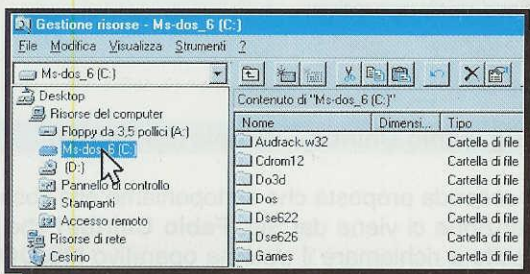 Gestione risorse - Ms-dos_6 (C:)
File Modifica Visualizza Strumenti ?
Ms-dos_6 (C:)
Desktop
Risorse del computer
Floppy da 3,5 pollici (A:)
Ms-dos_6 (C:)
(D:)
Pannello di controllo
Stampanti
Accesso remoto
Risorse di rete
Cestino
Contenuto di "Ms-dos_6 (C:)"
Nome Dimensi... Tipo
Audrack.w32 Cartella di file
Cdrom12 Cartella di file
Do3d Cartella di file
Dos Cartella di file
Dse622 Cartella di file
Dse626 Cartella di file
Games Cartella di file